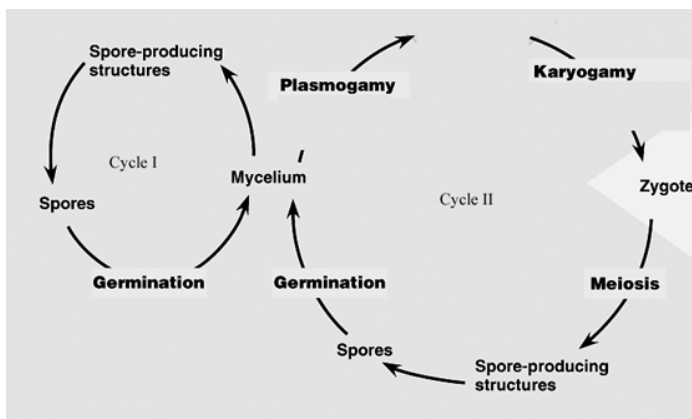 Spore-producing
structures
Plasmogamy
Karyogamy
Cycle I
Mycelium
Zygote
Spores
Cycle II
Germination
Germination
Meiosis
Spores
Spore-producing
structures